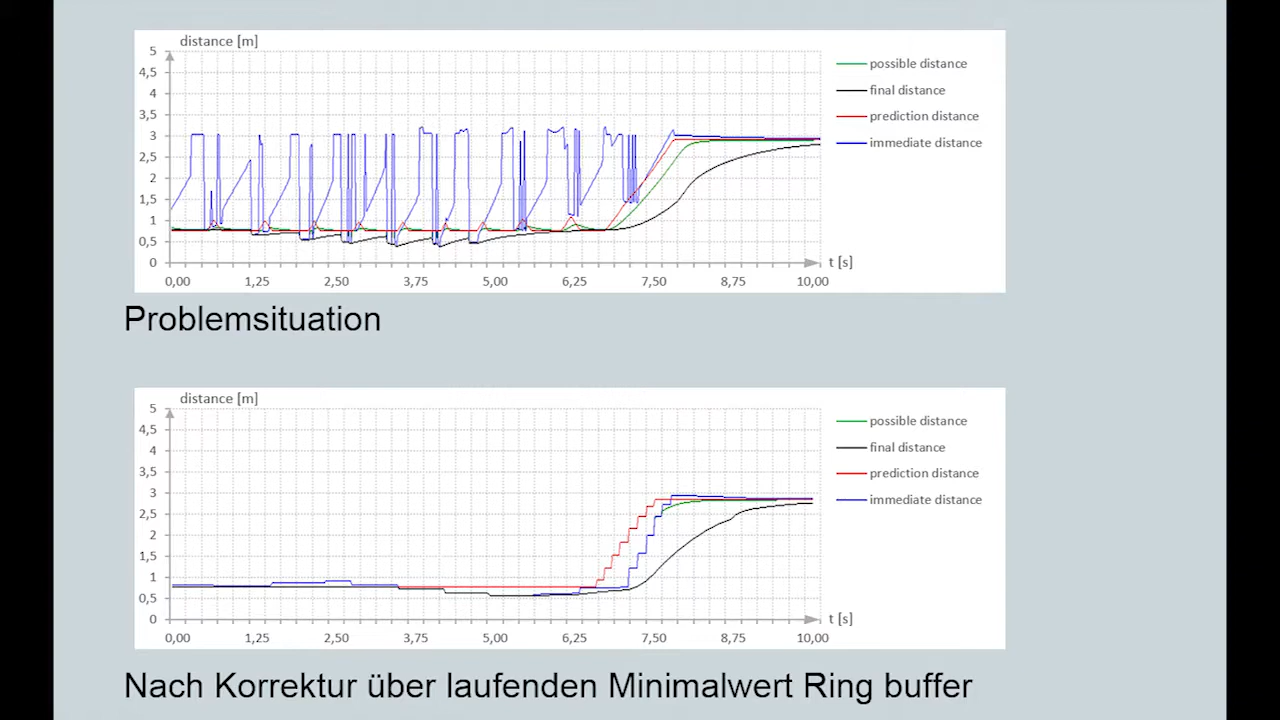 distance [m]
5
4,5
4
3,5
3
2,5
2
1,5
1
0,5
0
0,00 1,25 2,50 3,75 5,00 6,25 7,50 8,75 10,00
t [s]
possible distance
final distance
prediction distance
immediate distance
Problemsituation
distance [m]
5
4,5
4
3,5
3
2,5
2
1,5
1
0,5
0
0,00 1,25 2,50 3,75 5,00 6,25 7,50 8,75 10,00
t [s]
possible distance
final distance
prediction distance
immediate distance
Nach Korrektur über laufenden Minimalwert Ring buffer